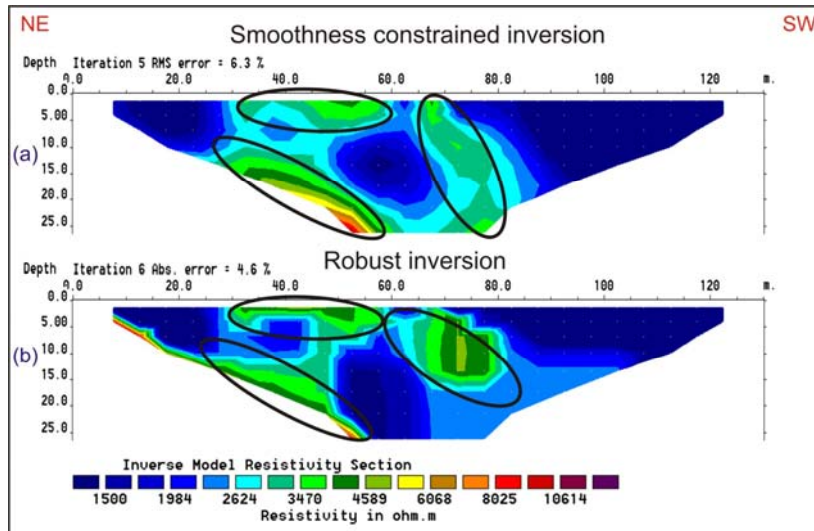 NE SW
Smoothness constrained inversion
Depth Iteration 5 RMS error = 6.3 %
0.0 20.0 40.0 60.0 80.0 100 120 m.
0.0
5.00
(a) 10.0
15.0
20.0
25.0
Robust inversion
Depth Iteration 6 Abs. error = 4.6 %
0.0 20.0 40.0 60.0 80.0 100 120 m.
0.0
5.00
(b) 10.0
15.0
20.0
25.0
Inverse Model Resistivity Section
1500 1984 2624 3470 4589 6068 8025 10614
Resistivity in ohm.m